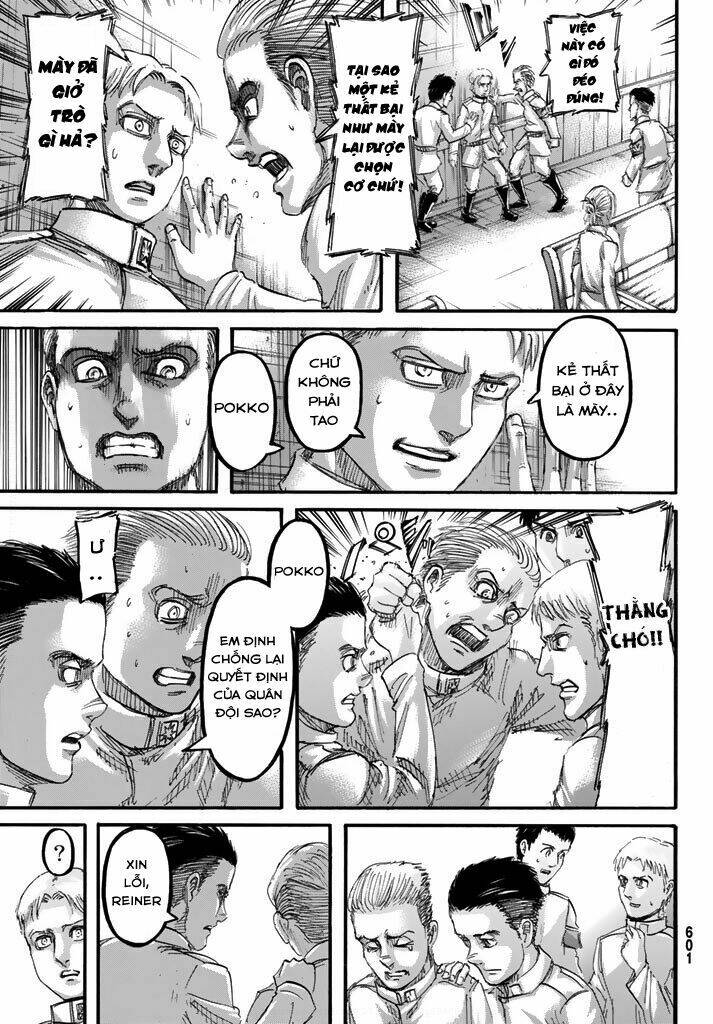 VIỆC
NÀY CÓ
GÌ ĐÓ
ĐÉO
ĐÚNG!
TẠI SAO
MỘT KẺ
THẤT BẠI
NHƯ MÀY
LẠI ĐƯỢC
CHỌN
CƠ CHỨ!
MÀY ĐÃ
GIỞ
TRÒ
GÌ HẢ?
KẺ THẤT
BẠI Ở ĐÂY
LÀ MÀY..
CHỨ
KHÔNG
PHẢI
TAO
POKKO
THẰNG
CHÓ!!
POKKO
EM ĐỊNH
CHỐNG LẠI
QUYẾT ĐỊNH
CỦA QUÂN
ĐỘI SAO?
Ư
..
XIN
LỖI,
REINER
?
601